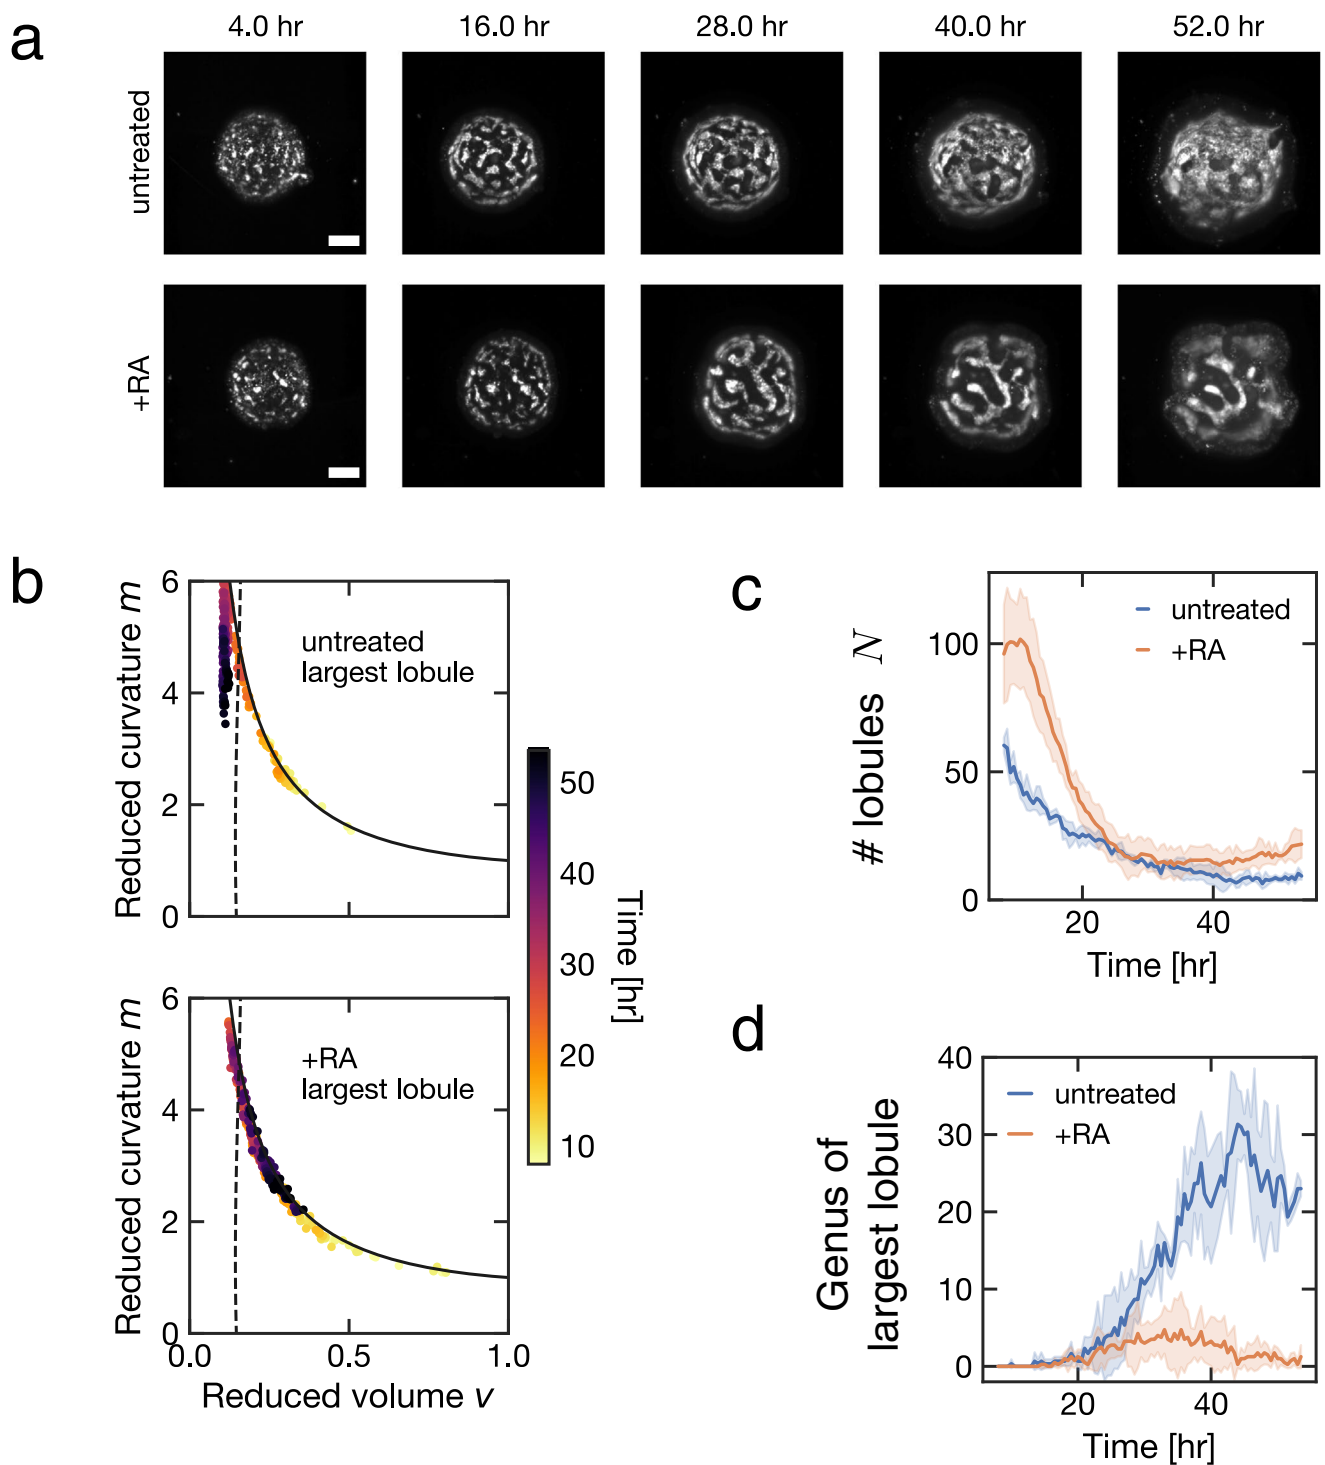 a
4.0 hr
16.0 hr
28.0 hr
40.0 hr
52.0 hr
untreated
+RA
b
Reduced curvature m
6
4
2
0
untreated
largest lobule
Reduced curvature m
6
4
2
0
+RA
largest lobule
0.0
0.5
1.0
Reduced volume v
50
40
30
20
10
Time [hr]
c
# lobules N
100
50
0
untreated
+RA
20
40
Time [hr]
d
Genus of
largest lobule
40
30
20
10
0
untreated
+RA
20
40
Time [hr]